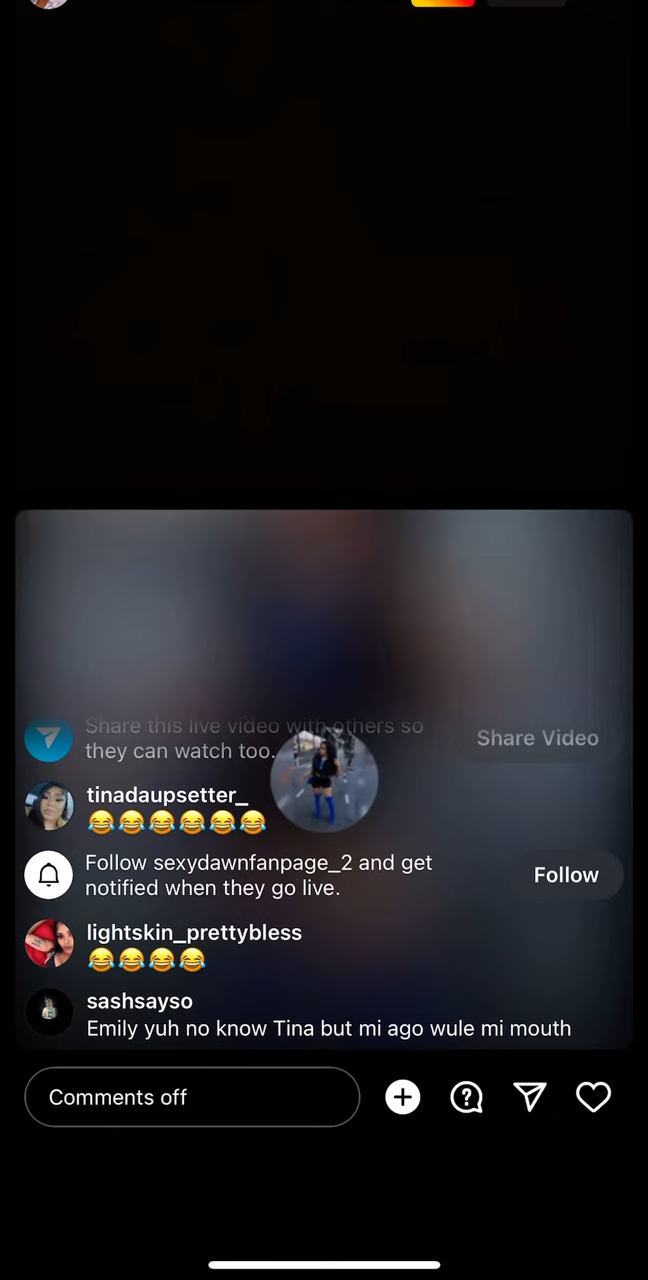 Share this live video with others so
they can watch too.
Share Video
tinadaupsetter_
😂😂😂😂😂😂
Follow sexydawnfanpage_2 and get
notified when they go live.
Follow
lightskin_prettybless
😂😂😂😂
sashsayso
Emily yuh no know Tina but mi ago wule mi mouth
Comments off